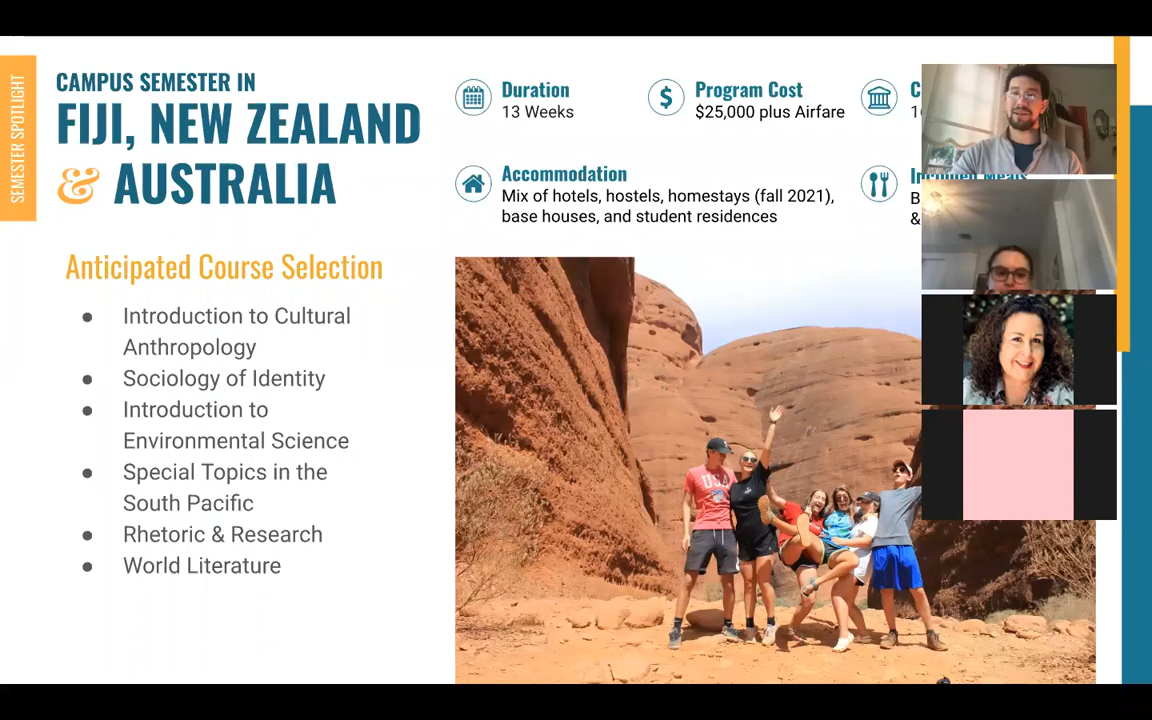 SEMESTER SPOTLIGHT
CAMPUS SEMESTER IN
FIJI, NEW ZEALAND
& AUSTRALIA
Duration
13 Weeks
Program Cost
$25,000 plus Airfare
Accommodation
Mix of hotels, hostels, homestays (fall 2021),
base houses, and student residences
Included Meals
&
Anticipated Course Selection
● Introduction to Cultural
Anthropology
● Sociology of Identity
● Introduction to
Environmental Science
● Special Topics in the
South Pacific
● Rhetoric & Research
● World Literature
USA